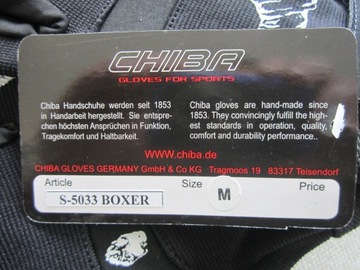 CHIBA
GLOVES FOR SPORTS
Chiba Handschuhe werden seit 1853
in Handarbeit hergestellt. Sie entspre-
chen höchsten Ansprüchen in Funktion,
Tragekomfort und Haltbarkeit.
Chiba gloves are hand-made since
1853. They convincingly fulfill the high-
est standards in operation, quality,
comfort and durability performance..
www.chiba.de
CHIBA GLOVES GERMANY GmbH & Co KG Tragmoos 19 83317 Teisendorf
Article Size Price
S-5033 BOXER M